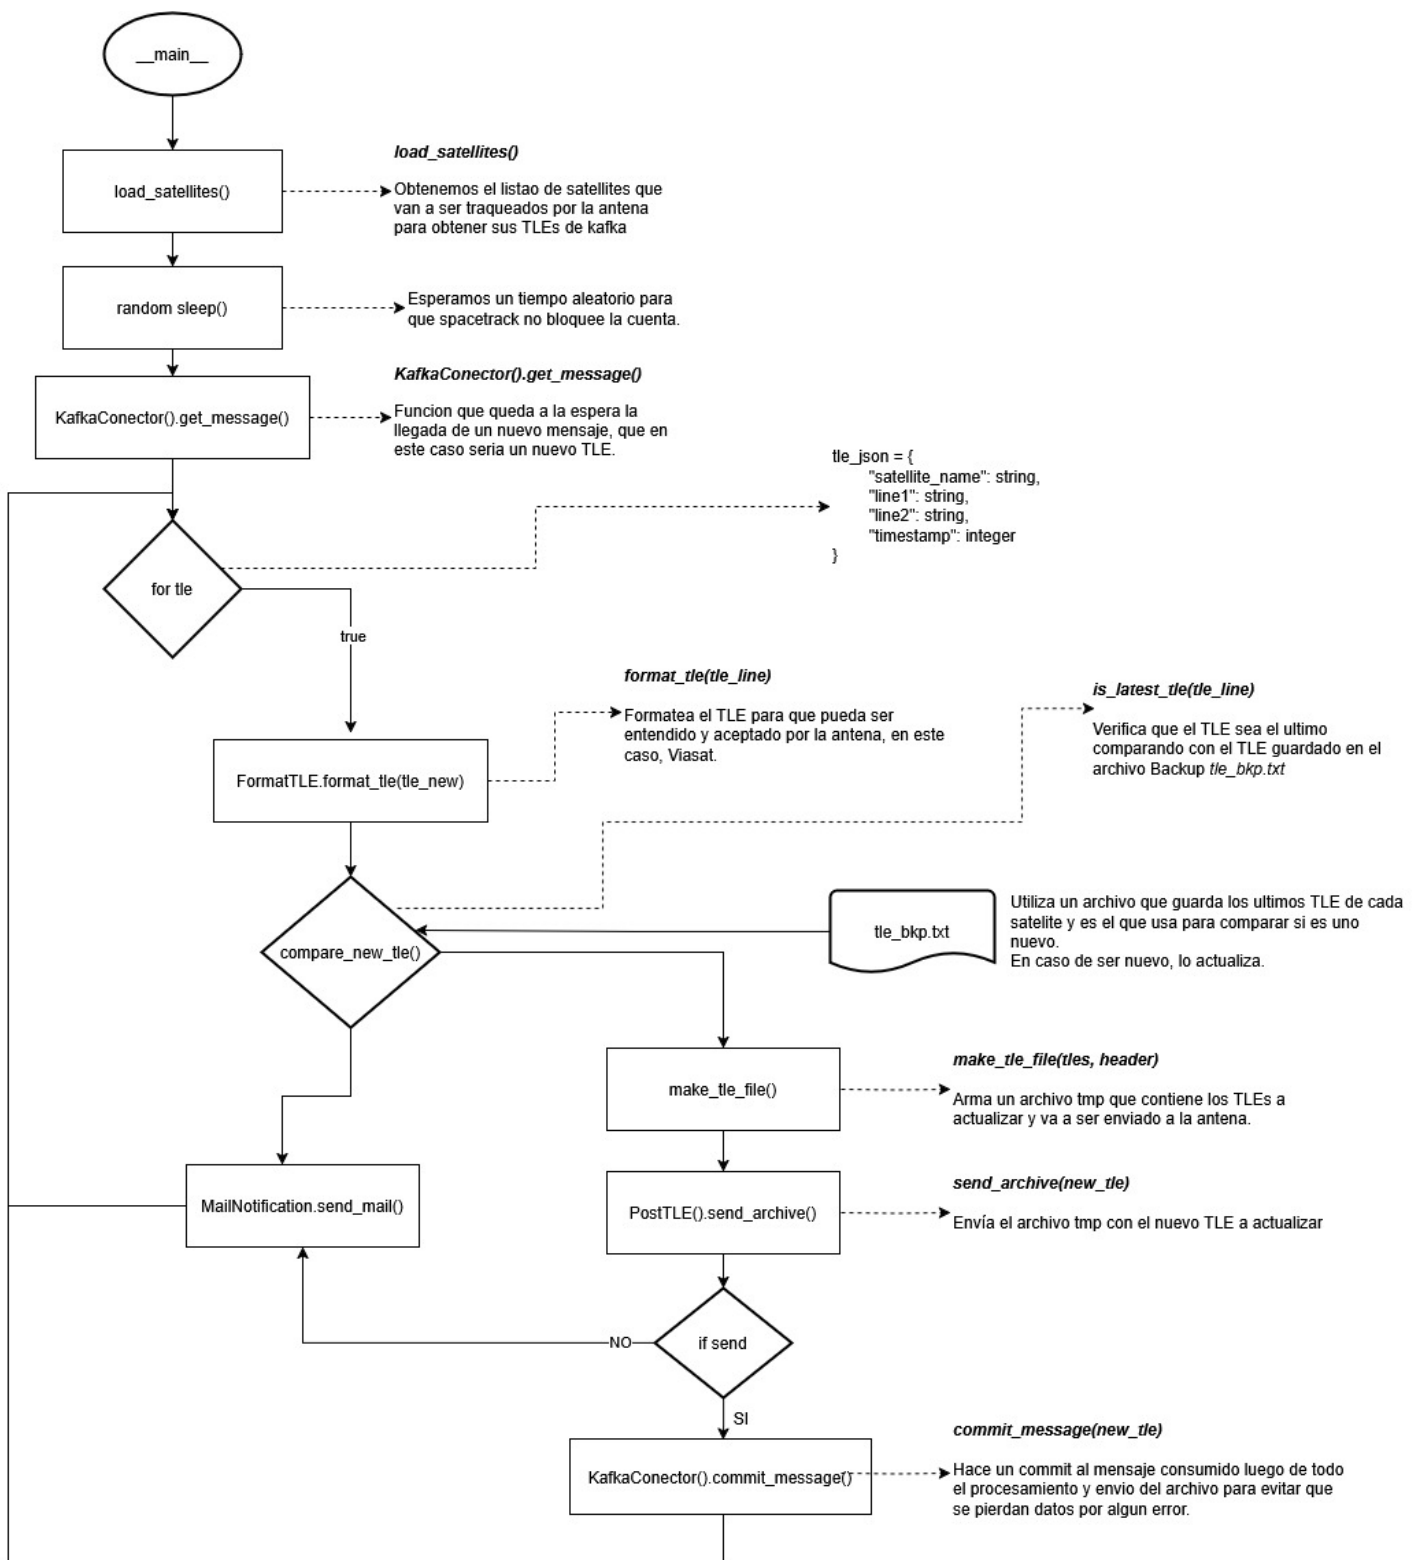 __main__
load_satellites()
load_satellites()
Obtenemos el listao de satellites que
van a ser traqueados por la antena
para obtener sus TLEs de kafka
random sleep()
Esperamos un tiempo aleatorio para
que spacetrack no bloquee la cuenta.
KafkaConector().get_message()
KafkaConector().get_message()
Funcion que queda a la espera la
llegada de un nuevo mensaje, que en
este caso seria un nuevo TLE.
tle_json = {
"satellite_name": string,
"line1": string,
"line2": string,
"timestamp": integer
}
for tle
true
format_tle(tle_line)
Formatea el TLE para que pueda ser
entendido y aceptado por la antena, en este
caso, Viasat.
is_latest_tle(tle_line)
Verifica que el TLE sea el ultimo
comparando con el TLE guardado en el
archivo Backup tle_bkp.txt
FormatTLE.format_tle(tle_new)
compare_new_tle()
tle_bkp.txt
Utiliza un archivo que guarda los ultimos TLE de cada
satelite y es el que usa para comparar si es uno
nuevo.
En caso de ser nuevo, lo actualiza.
make_tle_file()
make_tle_file(tles, header)
Arma un archivo tmp que contiene los TLEs a
actualizar y va a ser enviado a la antena.
MailNotification.send_mail()
PostTLE().send_archive()
send_archive(new_tle)
Envía el archivo tmp con el nuevo TLE a actualizar
if send
NO
SI
KafkaConector().commit_message()
commit_message(new_tle)
Hace un commit al mensaje consumido luego de todo
el procesamiento y envio del archivo para evitar que
se pierdan datos por algun error.